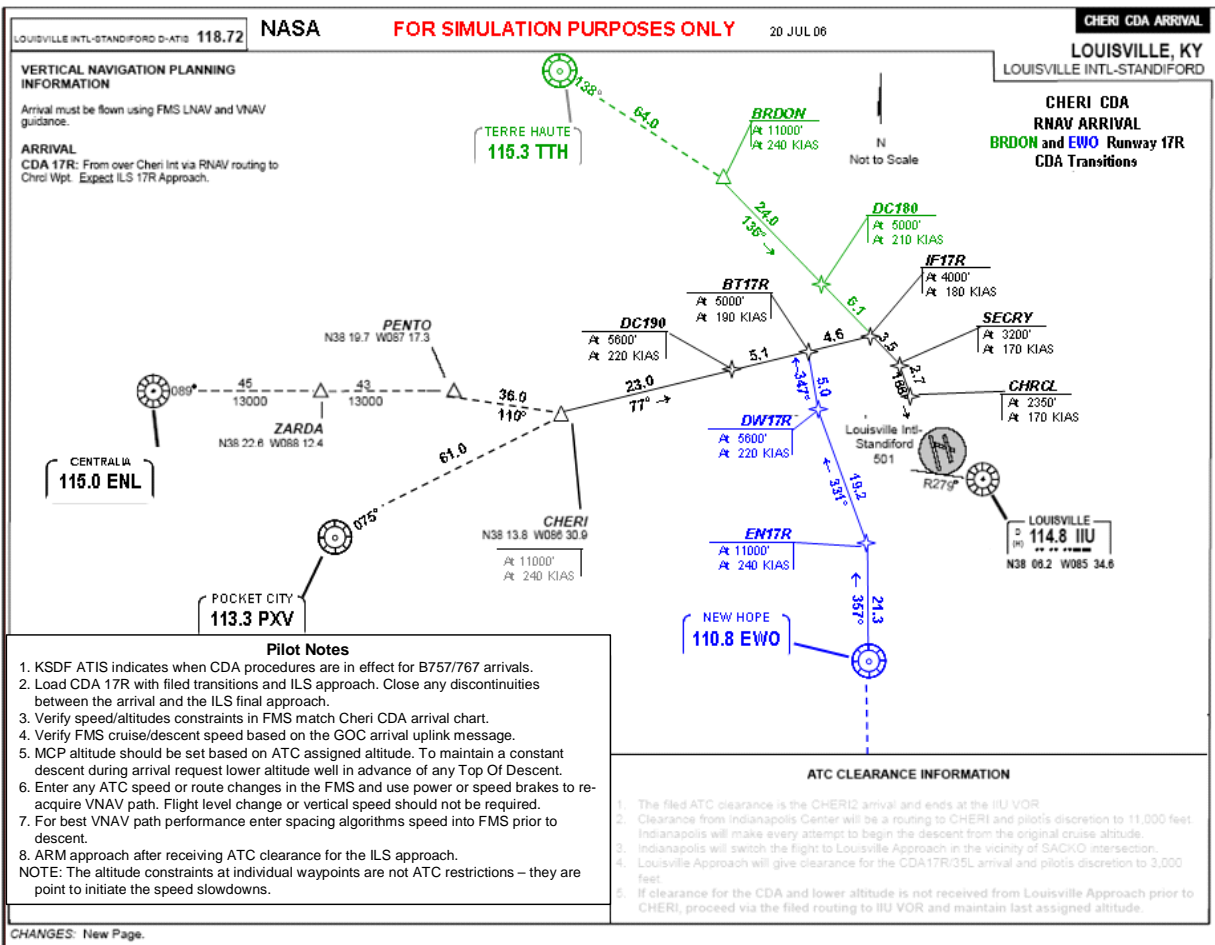 LOUISVILLE INTL-STANDIFORD D-ATIS 118.72
NASA
FOR SIMULATION PURPOSES ONLY
20 JUL 06
CHERI CDA ARRIVAL
LOUISVILLE, KY
LOUISVILLE INTL-STANDIFORD
VERTICAL NAVIGATION PLANNING
INFORMATION
Arrival must be flown using FMS LNAV and VNAV
guidance.
ARRIVAL
CDA 17R: From over Cheri Int via RNAV routing to
Chrcl Wpt. Expect ILS 17R Approach.
CHERI CDA
RNAV ARRIVAL
BRDON and EWO Runway 17R
CDA Transitions
N
Not to Scale
138°
64.0
TERRE HAUTE
115.3 TTH
BRDON
At 11000'
At 240 KIAS
24.0
136° →
DC180
At 5000'
At 210 KIAS
6.1
IF17R
At 4000'
At 180 KIAS
BT17R
At 5000'
At 190 KIAS
SECRY
At 3200'
At 170 KIAS
DC190
At 5600'
At 220 KIAS
PENTO
N38 19.7 W087 17.3
4.6
3.5
5.1
2.7
CHRCL
At 2350'
At 170 KIAS
089°
45
13000
43
13000
36.0
110°
23.0
77° →
←347°
5.0
ZARDA
N38 22.6 W088 12.4
DW17R
At 5600'
At 220 KIAS
Louisville Intl-
Standiford
501
R279°
CENTRALIA
115.0 ENL
61.0
075°
← 331°
19.2
CHERI
N38 13.8 W086 30.9
At 11000'
At 240 KIAS
EN17R
At 11000'
At 240 KIAS
LOUISVILLE
D
(H)
114.8 IIU
N38 06.2 W085 34.6
POCKET CITY
113.3 PXV
← 357°
21.3
NEW HOPE
110.8 EWO
Pilot Notes
1. KSDF ATIS indicates when CDA procedures are in effect for B757/767 arrivals.
2. Load CDA 17R with filed transitions and ILS approach. Close any discontinuities
between the arrival and the ILS final approach.
3. Verify speed/altitudes constraints in FMS match Cheri CDA arrival chart.
4. Verify FMS cruise/descent speed based on the GOC arrival uplink message.
5. MCP altitude should be set based on ATC assigned altitude. To maintain a constant
descent during arrival request lower altitude well in advance of any Top Of Descent.
6. Enter any ATC speed or route changes in the FMS and use power or speed brakes to re-
acquire VNAV path. Flight level change or vertical speed should not be required.
7. For best VNAV path performance enter spacing algorithms speed into FMS prior to
descent.
8. ARM approach after receiving ATC clearance for the ILS approach.
NOTE: The altitude constraints at individual waypoints are not ATC restrictions – they are
point to initiate the speed slowdowns.
ATC CLEARANCE INFORMATION
1. The filed ATC clearance is the CHERI2 arrival and ends at the IIU VOR.
2. Clearance from Indianapolis Center will be a routing to CHERI and pilotis discretion to 11,000 feet.
Indianapolis will make every attempt to begin the descent from the original cruise altitude.
3. Indianapolis will switch the flight to Louisville Approach in the vicinity of SACKO intersection.
4. Louisville Approach will give clearance for the CDA17R/35L arrival and pilotis discretion to 3,000
feet.
5. If clearance for the CDA and lower altitude is not received from Louisville Approach prior to
CHERI, proceed via the filed routing to IIU VOR and maintain last assigned altitude.
CHANGES: New Page.